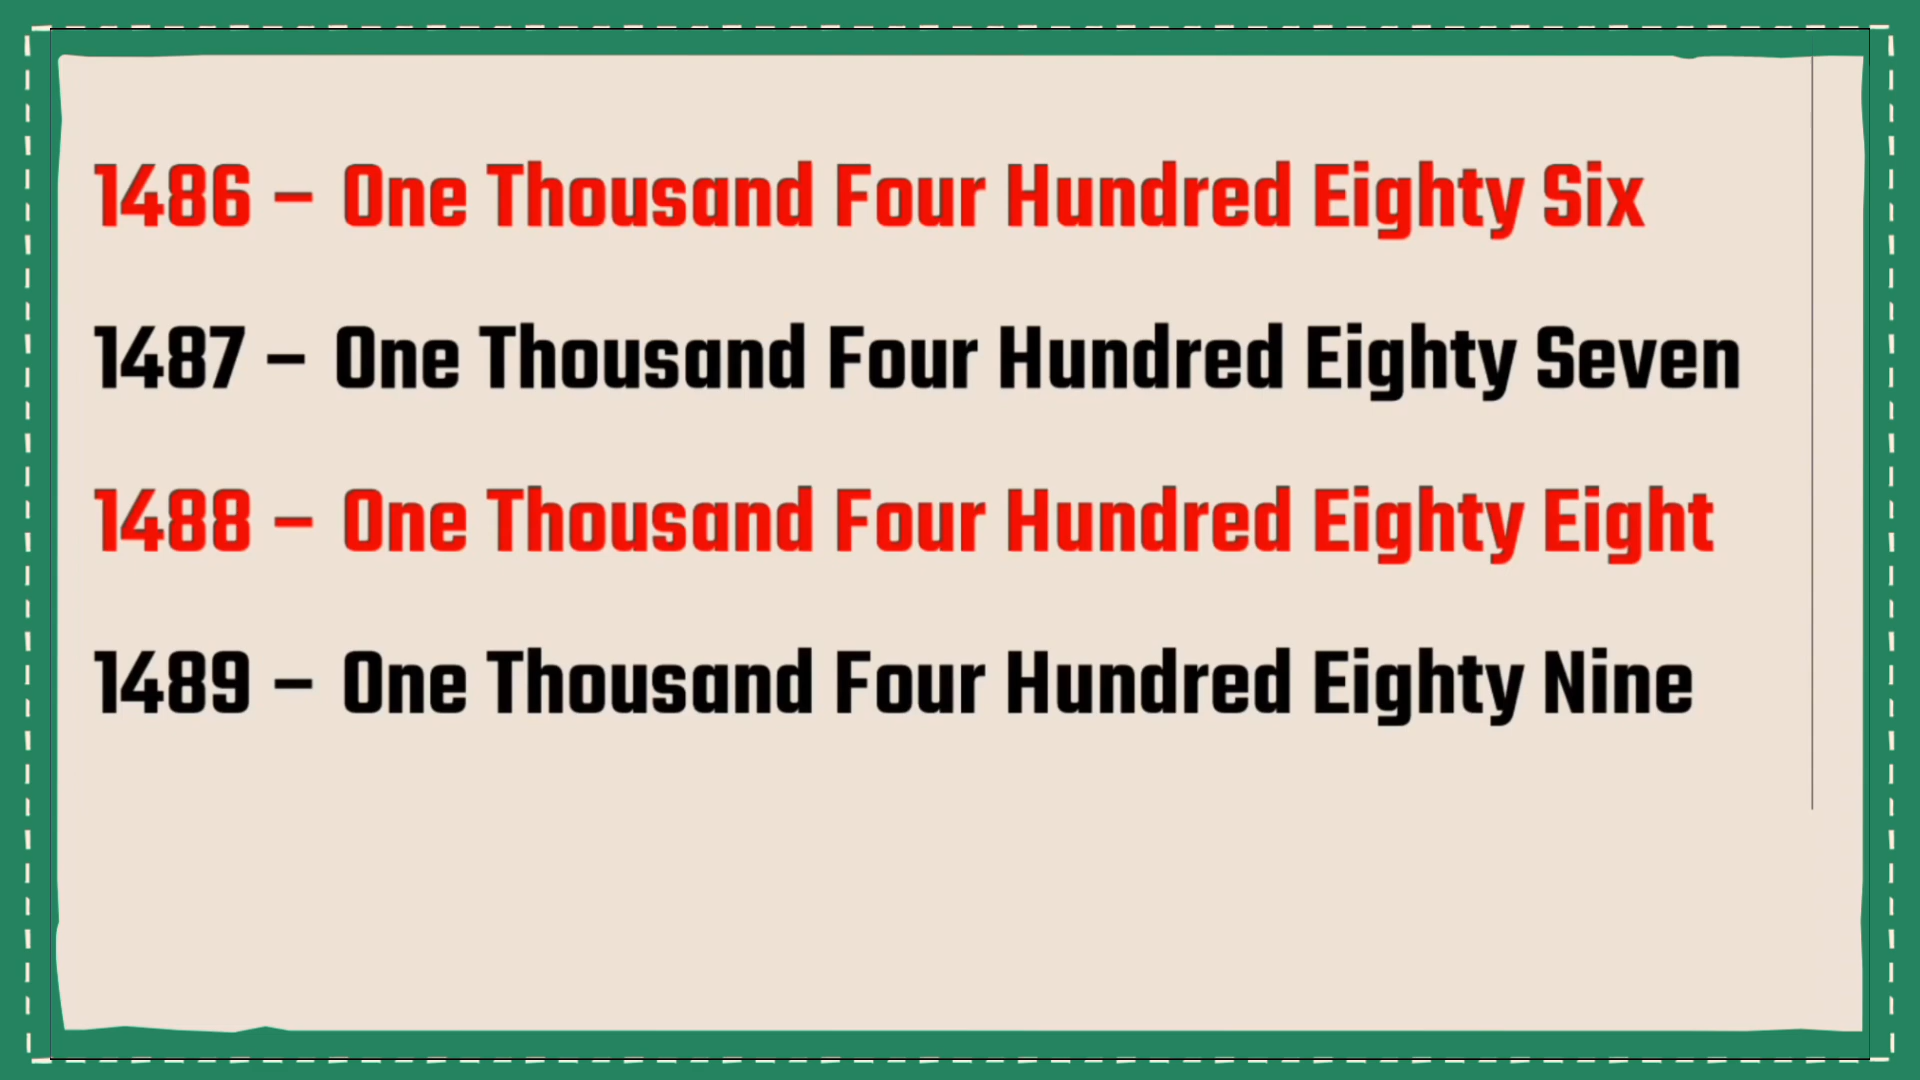 1486 – One Thousand Four Hundred Eighty Six
1487 – One Thousand Four Hundred Eighty Seven
1488 – One Thousand Four Hundred Eighty Eight
1489 – One Thousand Four Hundred Eighty Nine